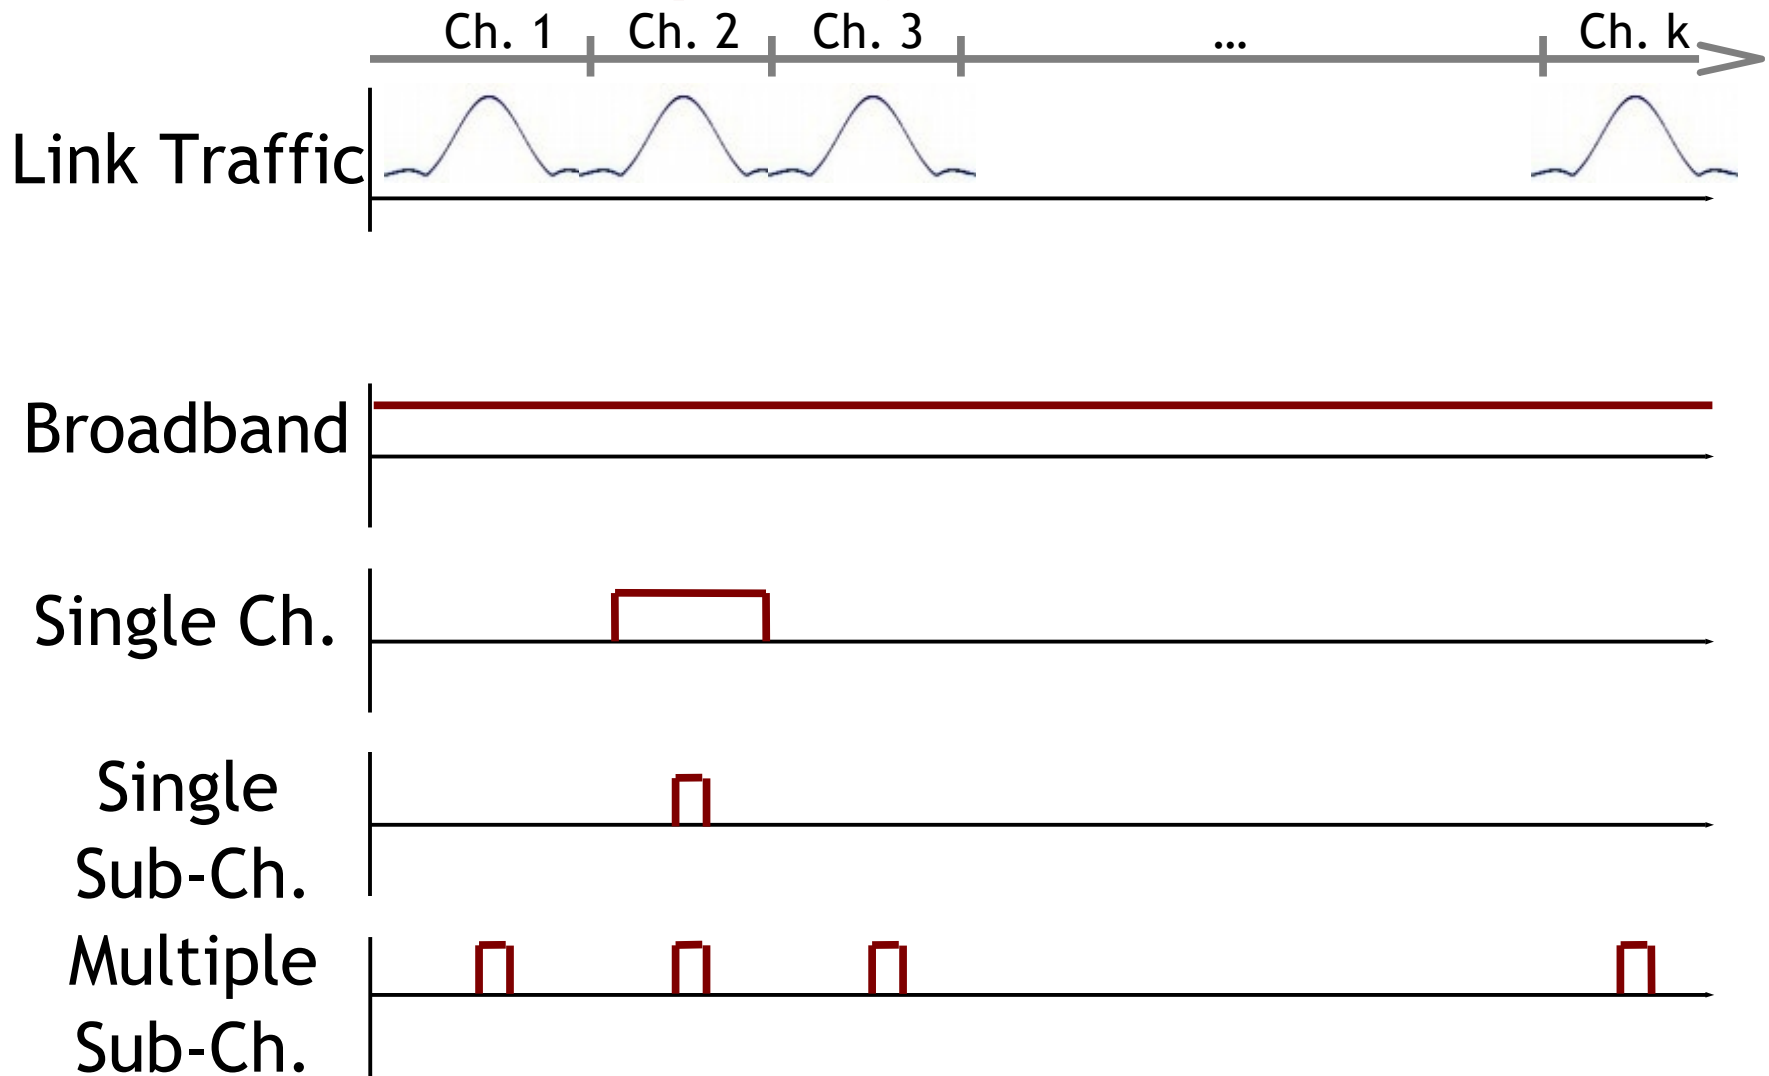 Ch. 1 Ch. 2 Ch. 3 ... Ch. k
Link Traffic
Broadband
Single Ch.
Single
Sub-Ch.
Multiple
Sub-Ch.